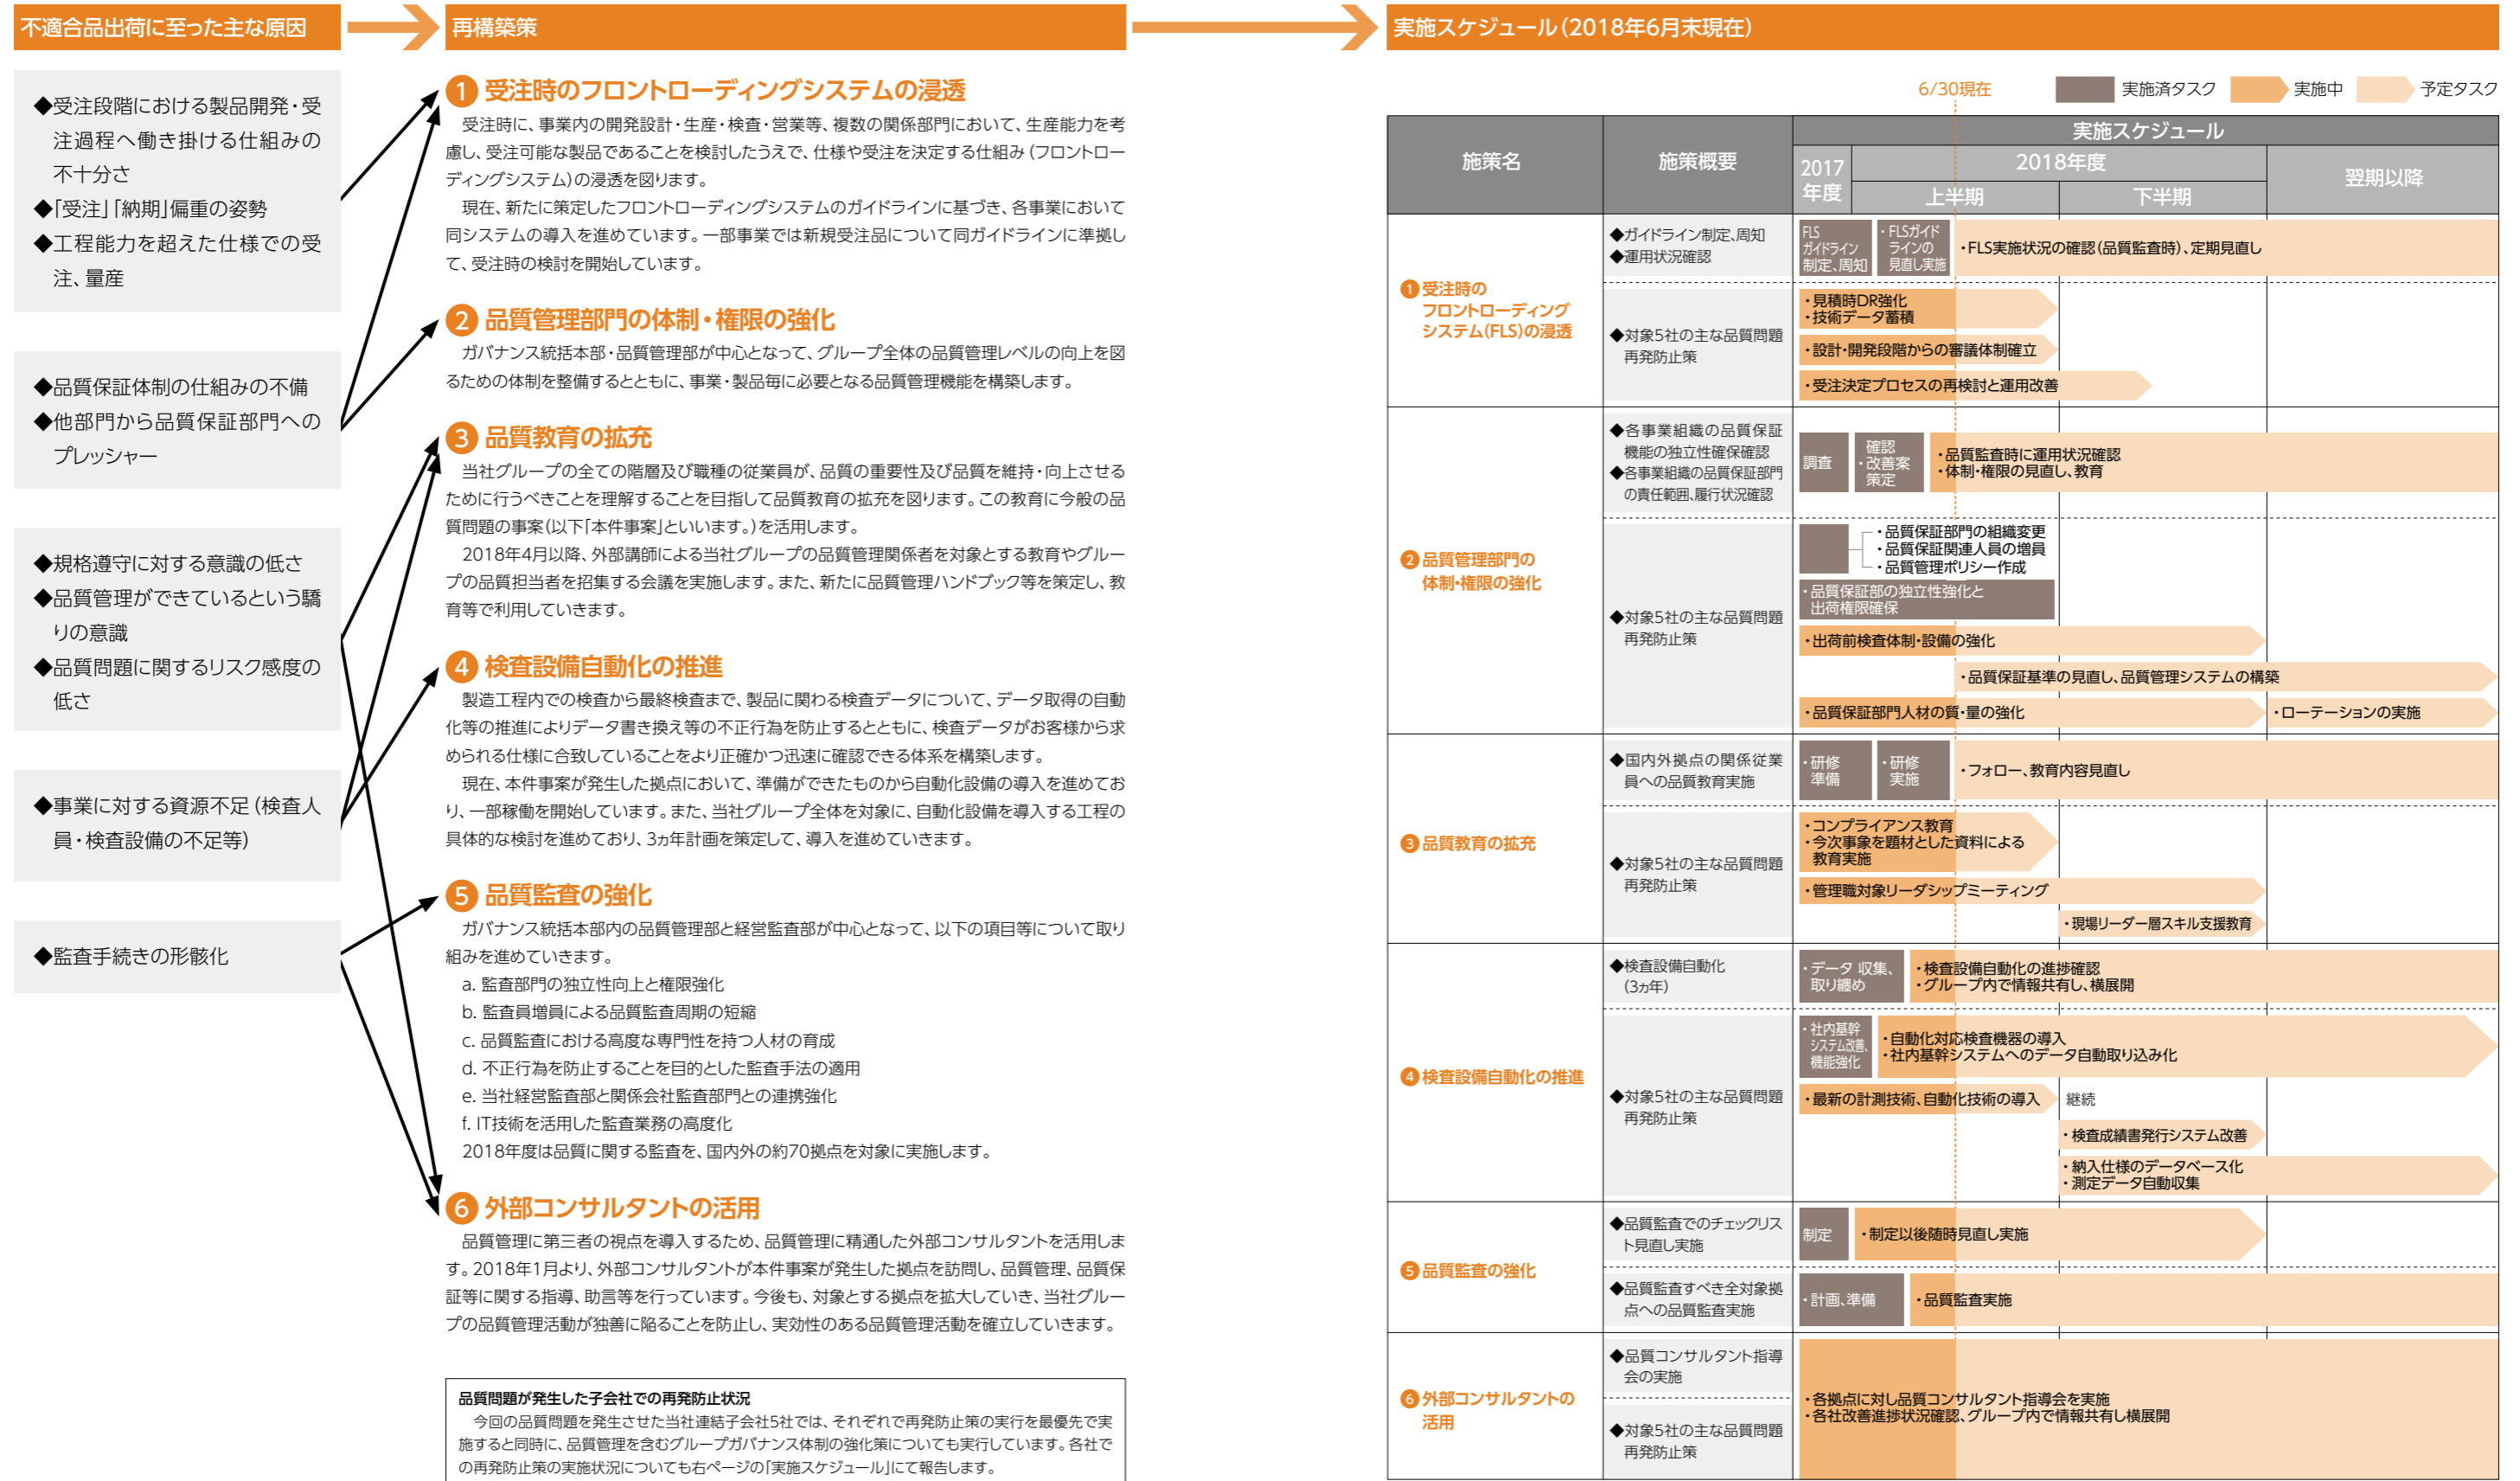 不適合品出荷に至った主な原因
◆受注段階における製品開発・受
注過程へ働き掛ける仕組みの
不十分さ
◆「受注」「納期」偏重の姿勢
◆工程能力を超えた仕様での受
注、量産
◆品質保証体制の仕組みの不備
◆他部門から品質保証部門への
プレッシャー
◆規格遵守に対する意識の低さ
◆品質管理ができているという驕
りの意識
◆品質問題に関するリスク感度の
低さ
◆事業に対する資源不足（検査人
員・検査設備の不足等）
◆監査手続きの形骸化
再構築策
1 受注時のフロントローディングシステムの浸透
受注時に、事業内の開発設計・生産・検査・営業等、複数の関係部門において、生産能力を考
慮し、受注可能な製品であることを検討したうえで、仕様や受注を決定する仕組み（フロントロー
ディングシステム）の浸透を図ります。
現在、新たに策定したフロントローディングシステムのガイドラインに基づき、各事業において
同システムの導入を進めています。一部事業では新規受注品について同ガイドラインに準拠し
て、受注時の検討を開始しています。
2 品質管理部門の体制・権限の強化
ガバナンス統括本部・品質管理部が中心となって、グループ全体の品質管理レベルの向上を図
るための体制を整備するとともに、事業・製品毎に必要となる品質管理機能を構築します。
3 品質教育の拡充
当社グループの全ての階層及び職種の従業員が、品質の重要性及び品質を維持・向上させる
ために行うべきことを理解することを目指して品質教育の拡充を図ります。この教育に今般の品
質問題の事案（以下「本件事案」といいます。）を活用します。
2018年4月以降、外部講師による当社グループの品質管理関係者を対象とする教育やグルー
プの品質担当者を招集する会議を実施します。また、新たに品質管理ハンドブック等を策定し、教
育等で利用していきます。
4 検査設備自動化の推進
製造工程内での検査から最終検査まで、製品に関わる検査データについて、データ取得の自動
化等の推進によりデータ書き換え等の不正行為を防止するとともに、検査データがお客様から求
められる仕様に合致していることをより正確かつ迅速に確認できる体系を構築します。
現在、本件事案が発生した拠点において、準備ができたものから自動化設備の導入を進めてお
り、一部稼働を開始しています。また、当社グループ全体を対象に、自動化設備を導入する工程の
具体的な検討を進めており、3ヵ年計画を策定して、導入を進めていきます。
5 品質監査の強化
ガバナンス統括本部内の品質管理部と経営監査部が中心となって、以下の項目等について取り
組みを進めていきます。
a. 監査部門の独立性向上と権限強化
b. 監査員増員による品質監査周期の短縮
c. 品質監査における高度な専門性を持つ人材の育成
d. 不正行為を防止することを目的とした監査手法の適用
e. 当社経営監査部と関係会社監査部門との連携強化
f. IT技術を活用した監査業務の高度化
2018年度は品質に関する監査を、国内外の約70拠点を対象に実施します。
6 外部コンサルタントの活用
品質管理に第三者の視点を導入するため、品質管理に精通した外部コンサルタントを活用しま
す。2018年1月より、外部コンサルタントが本件事案が発生した拠点を訪問し、品質管理、品質保
証等に関する指導、助言等を行っています。今後も、対象とする拠点を拡大していき、当社グルー
プの品質管理活動が独善に陥ることを防止し、実効性のある品質管理活動を確立していきます。
品質問題が発生した子会社での再発防止状況
今回の品質問題を発生させた当社連結子会社5社では、それぞれで再発防止策の実行を最優先で実
施すると同時に、品質管理を含むグループガバナンス体制の強化策についても実行しています。各社で
の再発防止策の実施状況についても右ページの「実施スケジュール」にて報告します。
実施スケジュール（2018年6月末現在）
6/30現在
実施済タスク
実施中
予定タスク
施策名
施策概要
実施スケジュール
2017
年度
2018年度
上半期
下半期
翌期以降
1 受注時の
フロントローディング
システム（FLS）の浸透
◆ガイドライン制定、周知
◆運用状況確認
FLS
ガイドライン
制定、周知
・FLSガイド
ラインの
見直し実施
・FLS実施状況の確認（品質監査時）、定期見直し
◆対象5社の主な品質問題
再発防止策
・見積時DR強化
・技術データ蓄積
・設計・開発段階からの審議体制確立
・受注決定プロセスの再検討と運用改善
2 品質管理部門の
体制・権限の強化
◆各事業組織の品質保証
機能の独立性確保確認
◆各事業組織の品質保証部門
の責任範囲、履行状況確認
調査
確認
・改善案
策定
・品質監査時に運用状況確認
・体制・権限の見直し、教育
◆対象5社の主な品質問題
再発防止策
・品質保証部門の組織変更
・品質保証関連人員の増員
・品質管理ポリシー作成
・品質保証部の独立性強化と
出荷権限確保
・出荷前検査体制・設備の強化
・品質保証基準の見直し、品質管理システムの構築
・品質保証部門人材の質・量の強化
・ローテーションの実施
3 品質教育の拡充
◆国内外拠点の関係従業
員への品質教育実施
・研修
準備
・研修
実施
・フォロー、教育内容見直し
◆対象5社の主な品質問題
再発防止策
・コンプライアンス教育
・今次事象を題材とした資料による
教育実施
・管理職対象リーダシップミーティング
・現場リーダー層スキル支援教育
4 検査設備自動化の推進
◆検査設備自動化
（3ヵ年）
・データ 収集、
取り纏め
・検査設備自動化の進捗確認
・グループ内で情報共有し、横展開
◆対象5社の主な品質問題
再発防止策
・社内基幹
システム改善、
機能強化
・自動化対応検査機器の導入
・社内基幹システムへのデータ自動取り込み化
・最新の計測技術、自動化技術の導入
継続
・検査成績書発行システム改善
・納入仕様のデータベース化
・測定データ自動収集
5 品質監査の強化
◆品質監査でのチェックリス
ト見直し実施
制定
・制定以後随時見直し実施
◆品質監査すべき全対象拠
点への品質監査実施
・計画、準備
・品質監査実施
6 外部コンサルタントの
活用
◆品質コンサルタント指導
会の実施
◆対象5社の主な品質問題
再発防止策
・各拠点に対し品質コンサルタント指導会を実施
・各社改善進捗状況確認、グループ内で情報共有し横展開